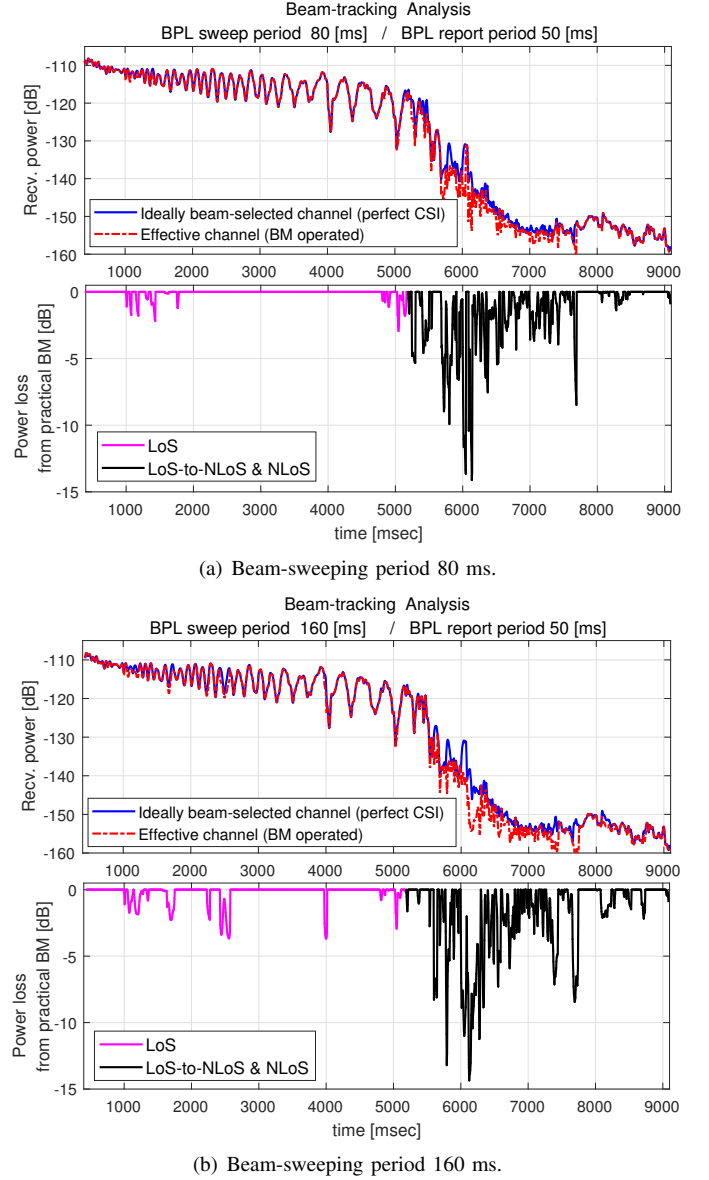 Beam-tracking Analysis
BPL sweep period 80 [ms] / BPL report period 50 [ms]
-110
-120
-130
-140
-150
-160
Recv. power [dB]
Ideally beam-selected channel (perfect CSI)
Effective channel (BM operated)
1000 2000 3000 4000 5000 6000 7000 8000 9000
0
-5
-10
-15
Power loss
from practical BM [dB]
LoS
LoS-to-NLoS & NLoS
1000 2000 3000 4000 5000 6000 7000 8000 9000
time [msec]
(a) Beam-sweeping period 80 ms.
Beam-tracking Analysis
BPL sweep period 160 [ms] / BPL report period 50 [ms]
-110
-120
-130
-140
-150
-160
Recv. power [dB]
Ideally beam-selected channel (perfect CSI)
Effective channel (BM operated)
1000 2000 3000 4000 5000 6000 7000 8000 9000
0
-5
-10
-15
Power loss
from practical BM [dB]
LoS
LoS-to-NLoS & NLoS
1000 2000 3000 4000 5000 6000 7000 8000 9000
time [msec]
(b) Beam-sweeping period 160 ms.